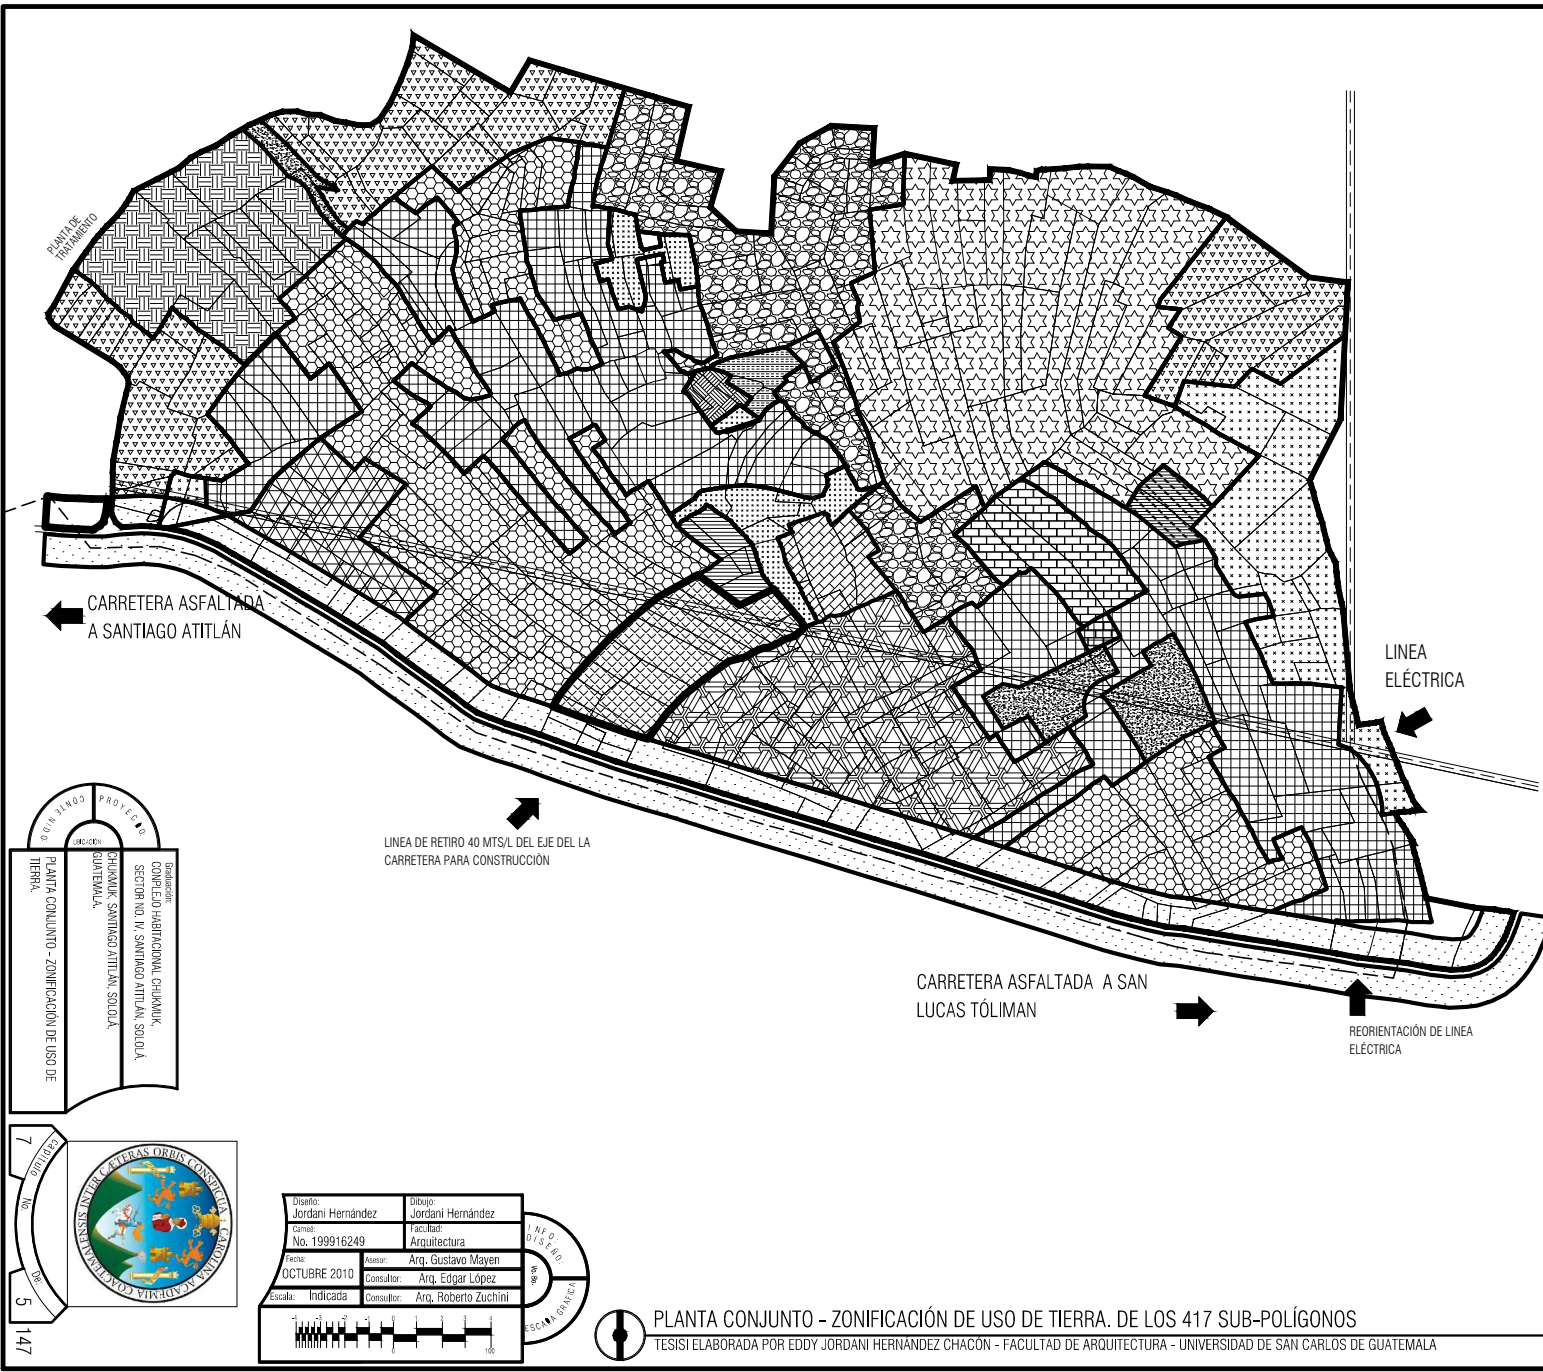 PLANTA DE
TRATAMIENTO
CARRETERA ASFALTADA
A SANTIAGO ATITLÁN
LINEA
ELÉCTRICA
LINEA DE RETIRO 40 MTS/L DEL EJE DEL LA
CARRETERA PARA CONSTRUCCIÒN
CARRETERA ASFALTADA A SAN
LUCAS TÓLIMAN
REORIENTACIÓN DE LINEA
ELÉCTRICA
CONTENIDO
PROYECTO:
UBICACIÓN:
Graduación:
CONPLEJO HABITACIONAL CHUKMUK,
SECTOR NO. IV. SANTIAGO ATITLÁN, SOLOLÁ.
CHUKMUK, SANTIAGO ATITLÁN, SOLOLÁ,
GUATEMALA.
PLANTA CONJUNTO - ZONIFICACIÓN DE USO DE
TIERRA.
7
Capitulo
No.
De:
5
147
CAROLINA ACADEMIA COACTEMALENSIS INTER CÆTERAS ORBIS CONSPICUA
Diseño:
Jordani Hernández
Dibujo:
Jordani Hernández
Carneé:
No. 199916249
Facultad:
Arquitectura
Fecha:
OCTUBRE 2010
Asesor: Arq. Gustavo Mayen
Consultor: Arq. Edgar López
Escala: Indicada
Consultor: Arq. Roberto Zuchini
INFO:
DISEÑO:
Vo. Bo.
ESCALA GRAFICA
0
100
PLANTA CONJUNTO - ZONIFICACIÓN DE USO DE TIERRA. DE LOS 417 SUB-POLÍGONOS
TESISI ELABORADA POR EDDY JORDANI HERNÁNDEZ CHACÓN - FACULTAD DE ARQUITECTURA - UNIVERSIDAD DE SAN CARLOS DE GUATEMALA